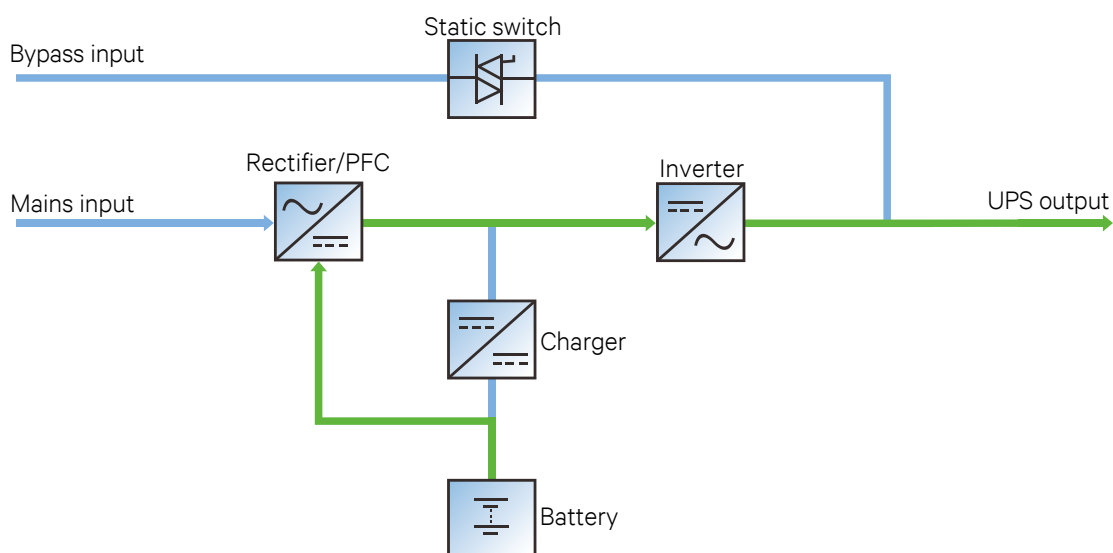 Static switch
Bypass input
Rectifier/PFC
Inverter
Mains input
UPS output
Charger
Battery